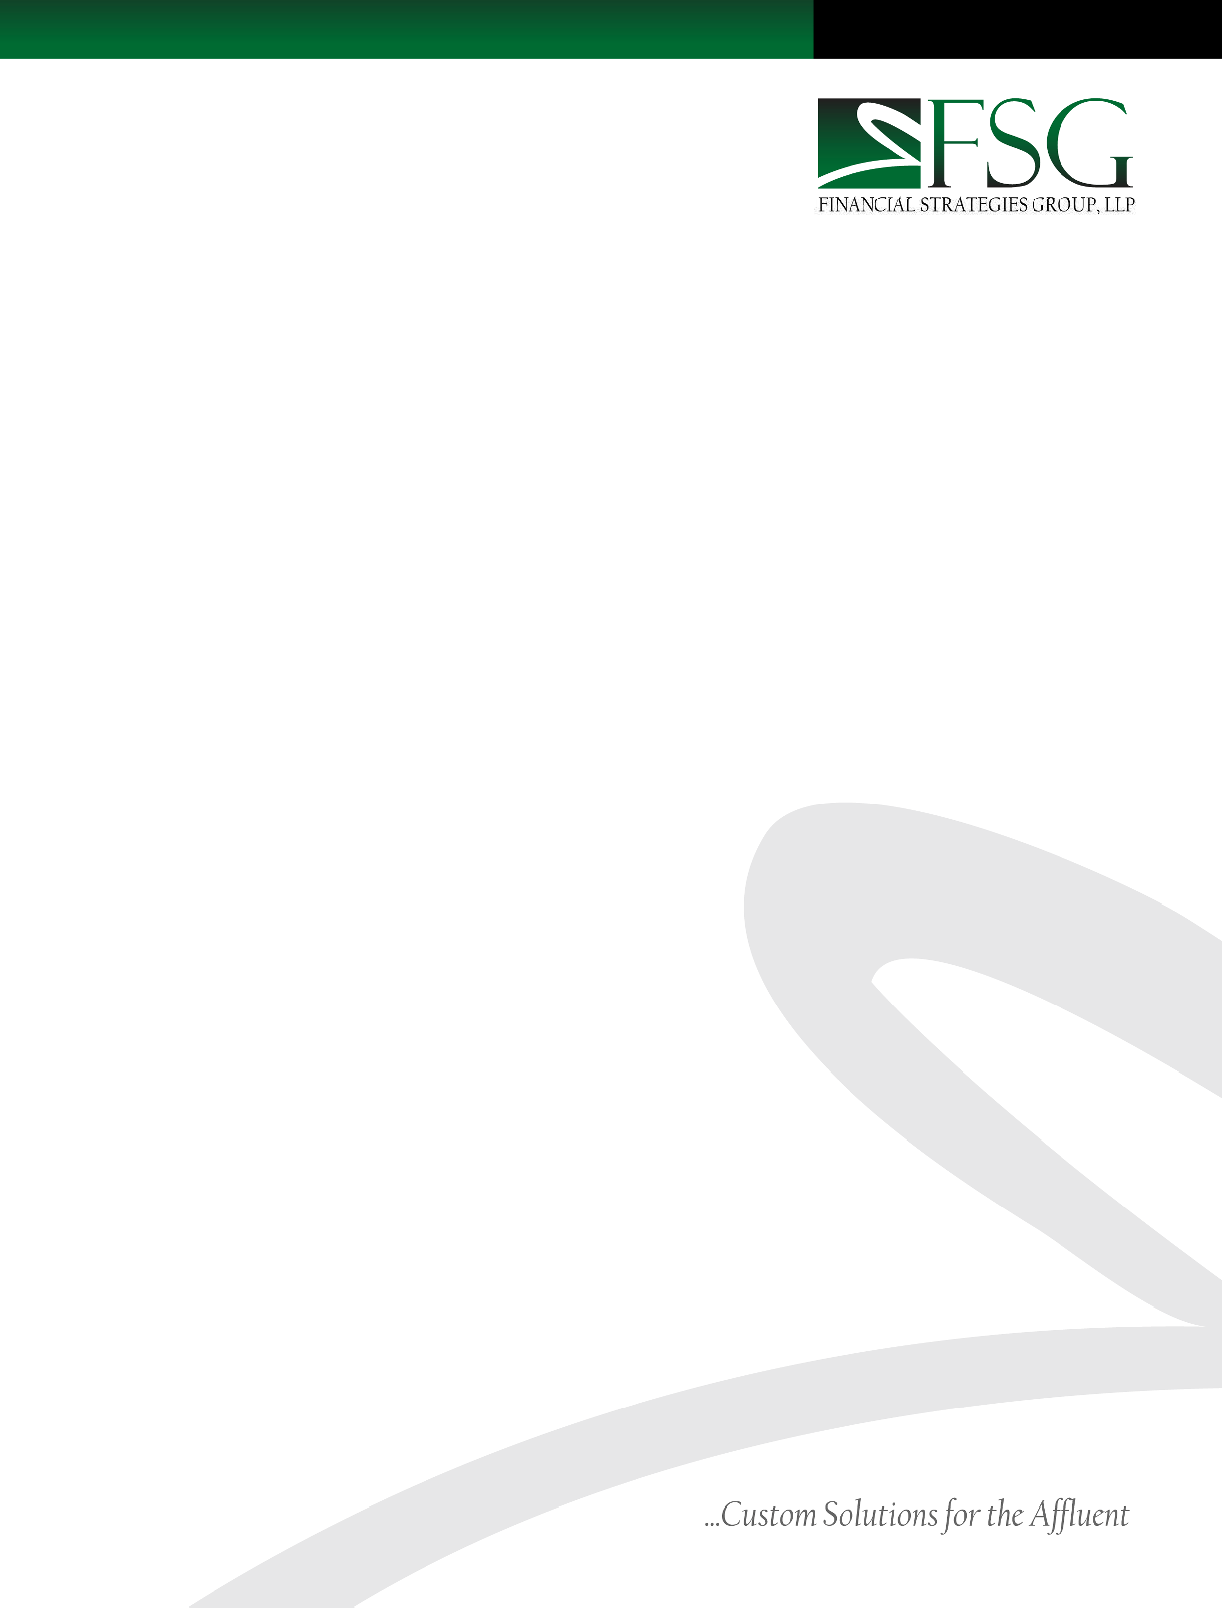 FSG
FINANCIAL STRATEGIES GROUP, LLP
...Custom Solutions for the Affluent